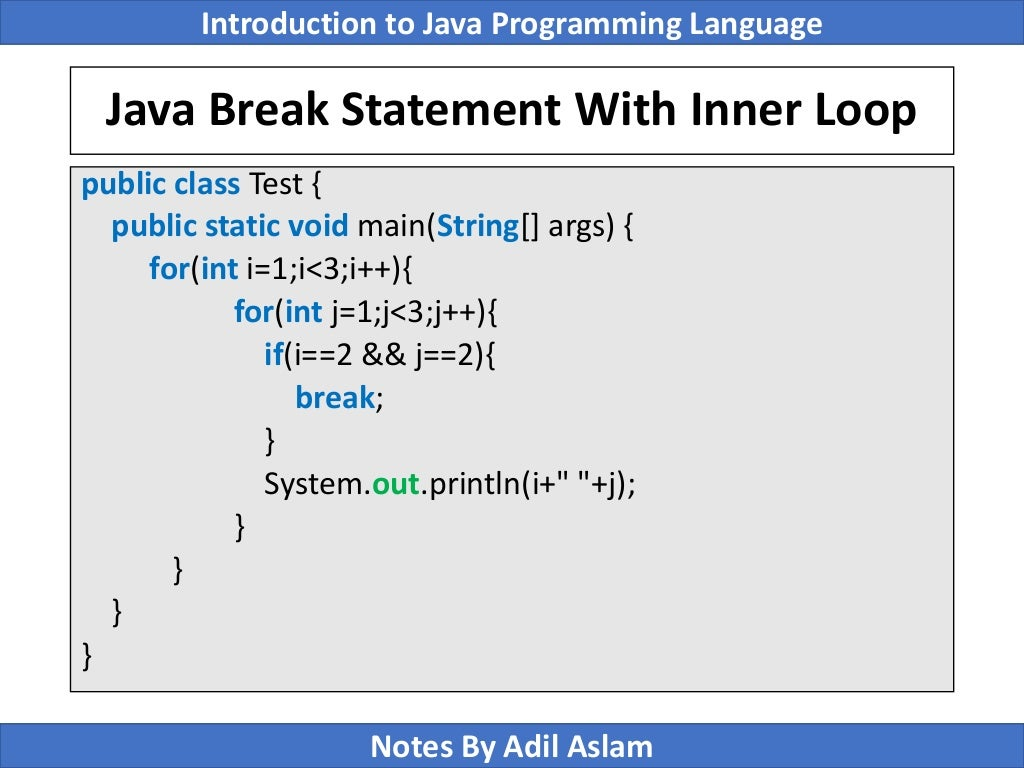 Introduction to Java Programming Language
Java Break Statement With Inner Loop
public class Test {
public static void main(String[] args) {
for(int i=1;i<3;i++){
for(int j=1;j<3;j++){
if(i==2 && j==2){
break;
}
System.out.println(i+" "+j);
}
}
}
}
Notes By Adil Aslam